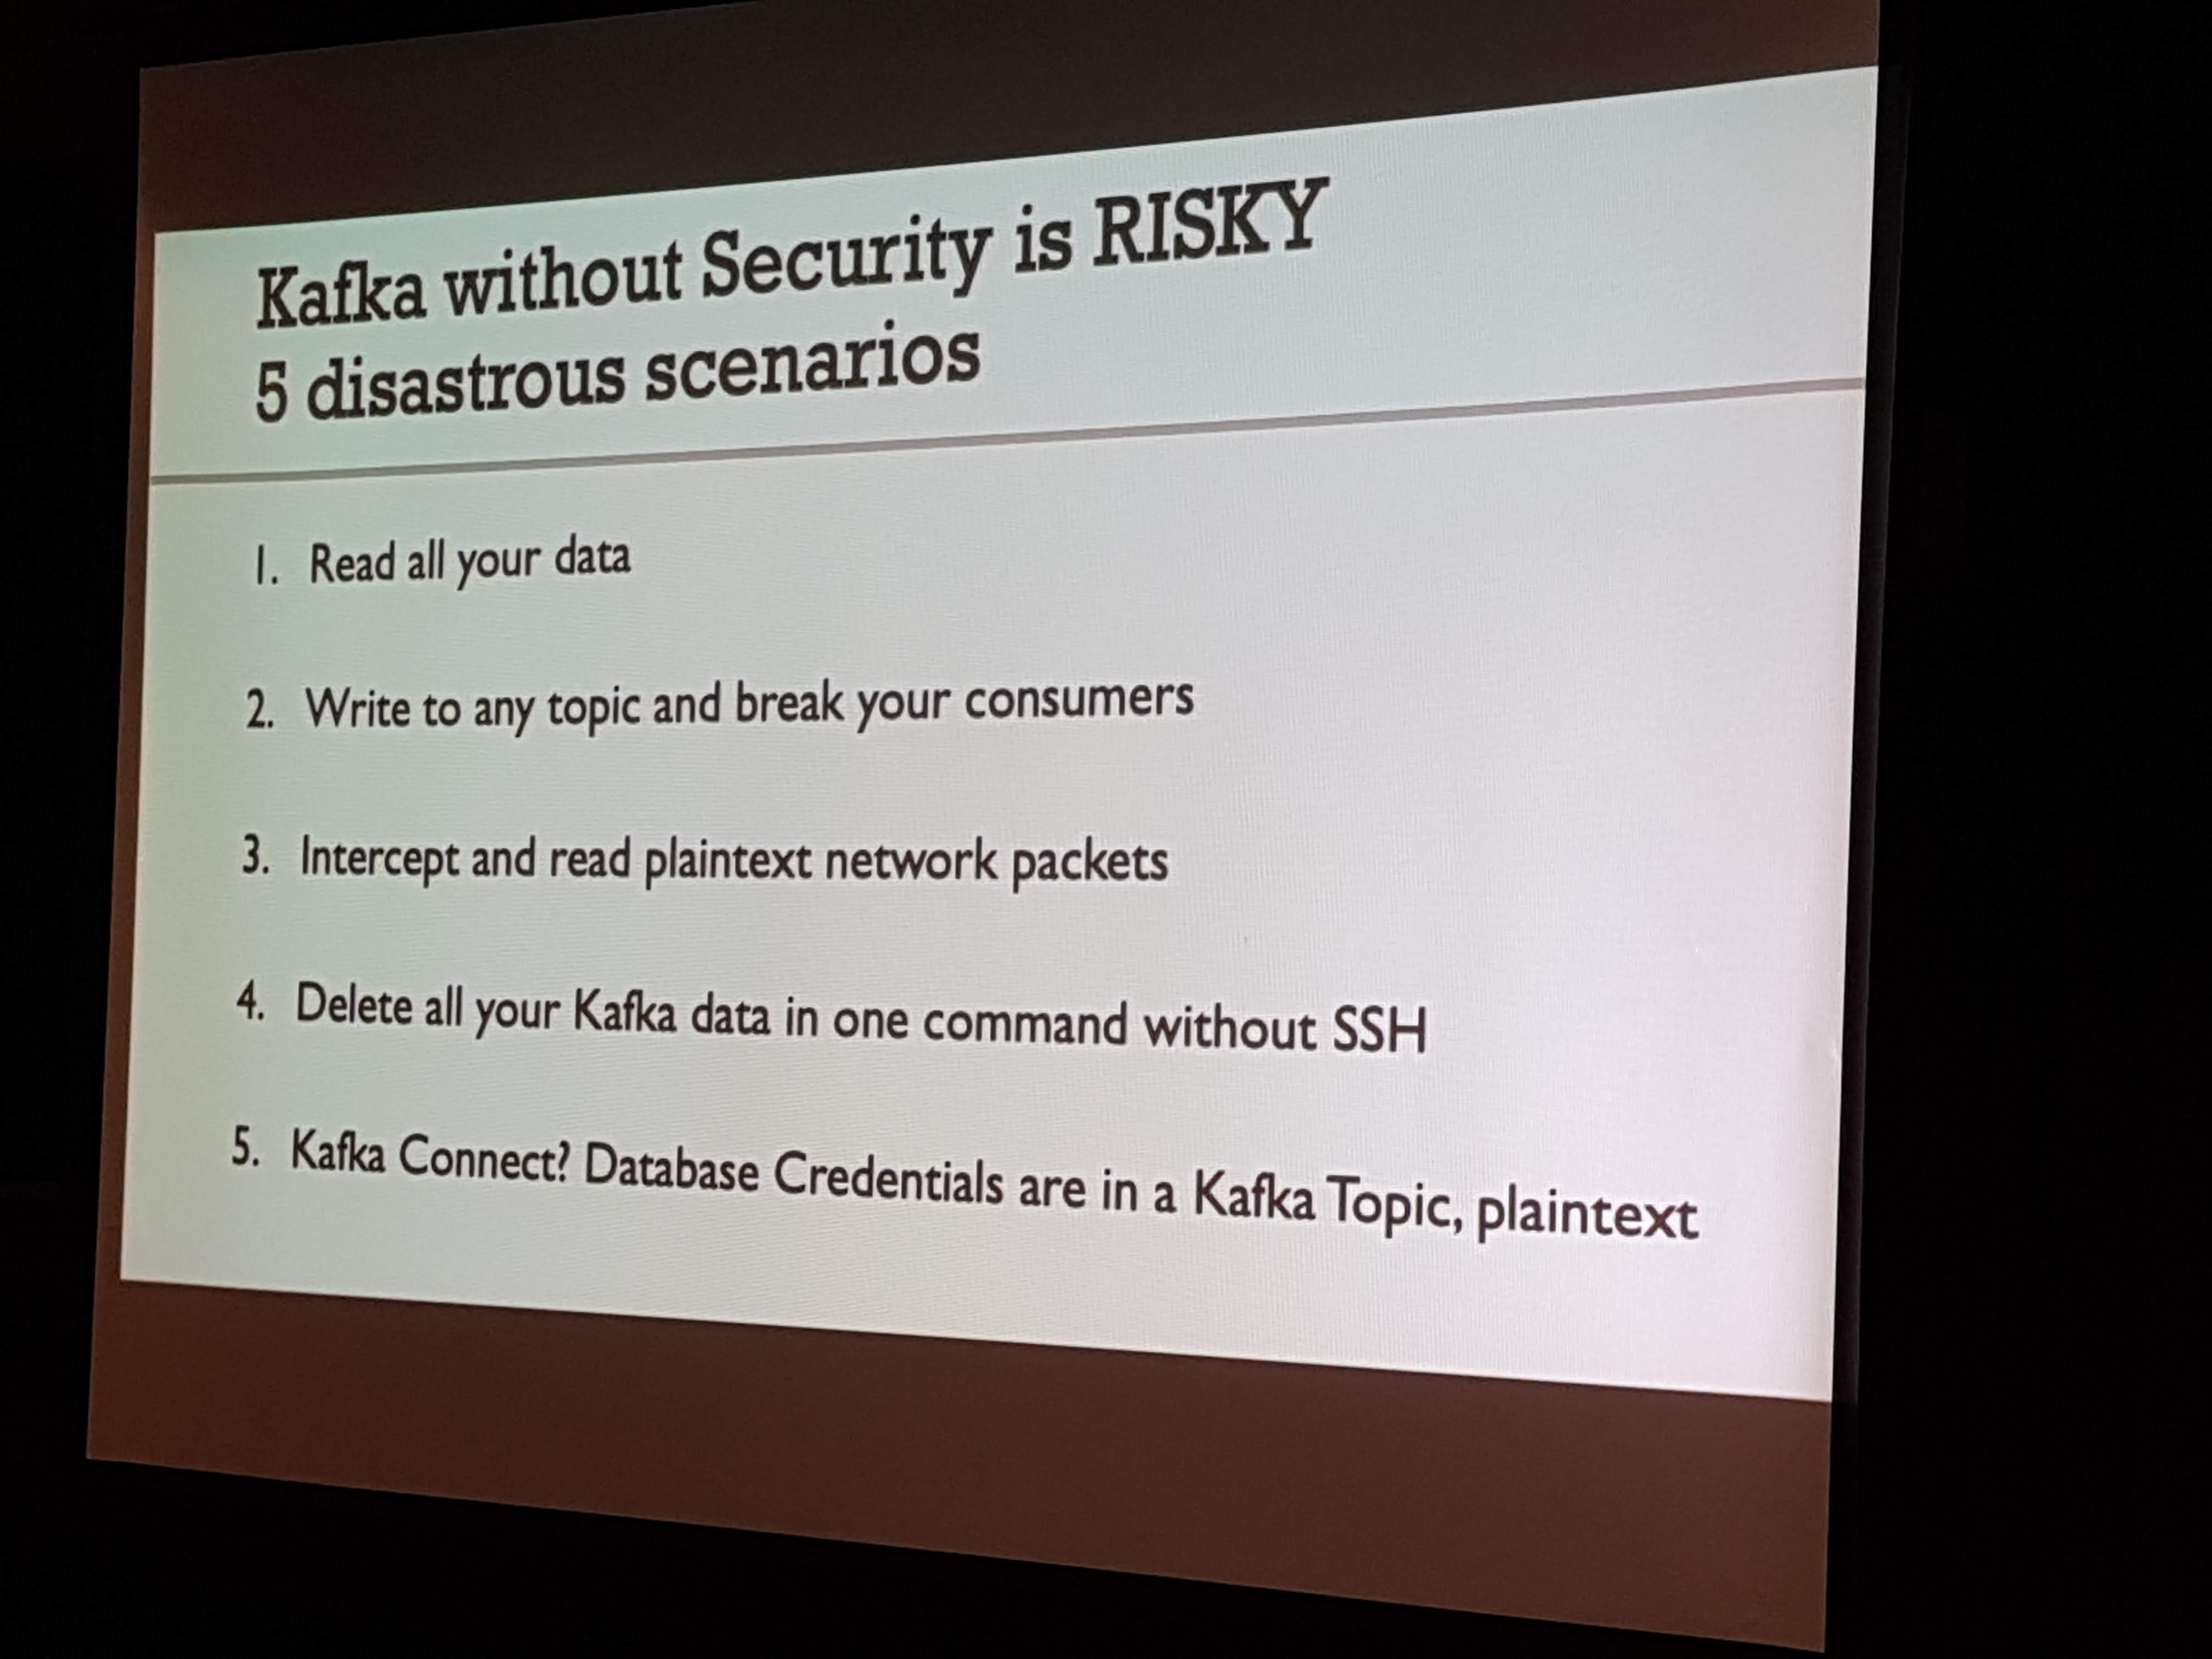 Kafka without Security is RISKY
5 disastrous scenarios
1. Read all your data
2. Write to any topic and break your consumers
3. Intercept and read plaintext network packets
4. Delete all your Kafka data in one command without SSH
5. Kafka Connect? Database Credentials are in a Kafka Topic, plaintext